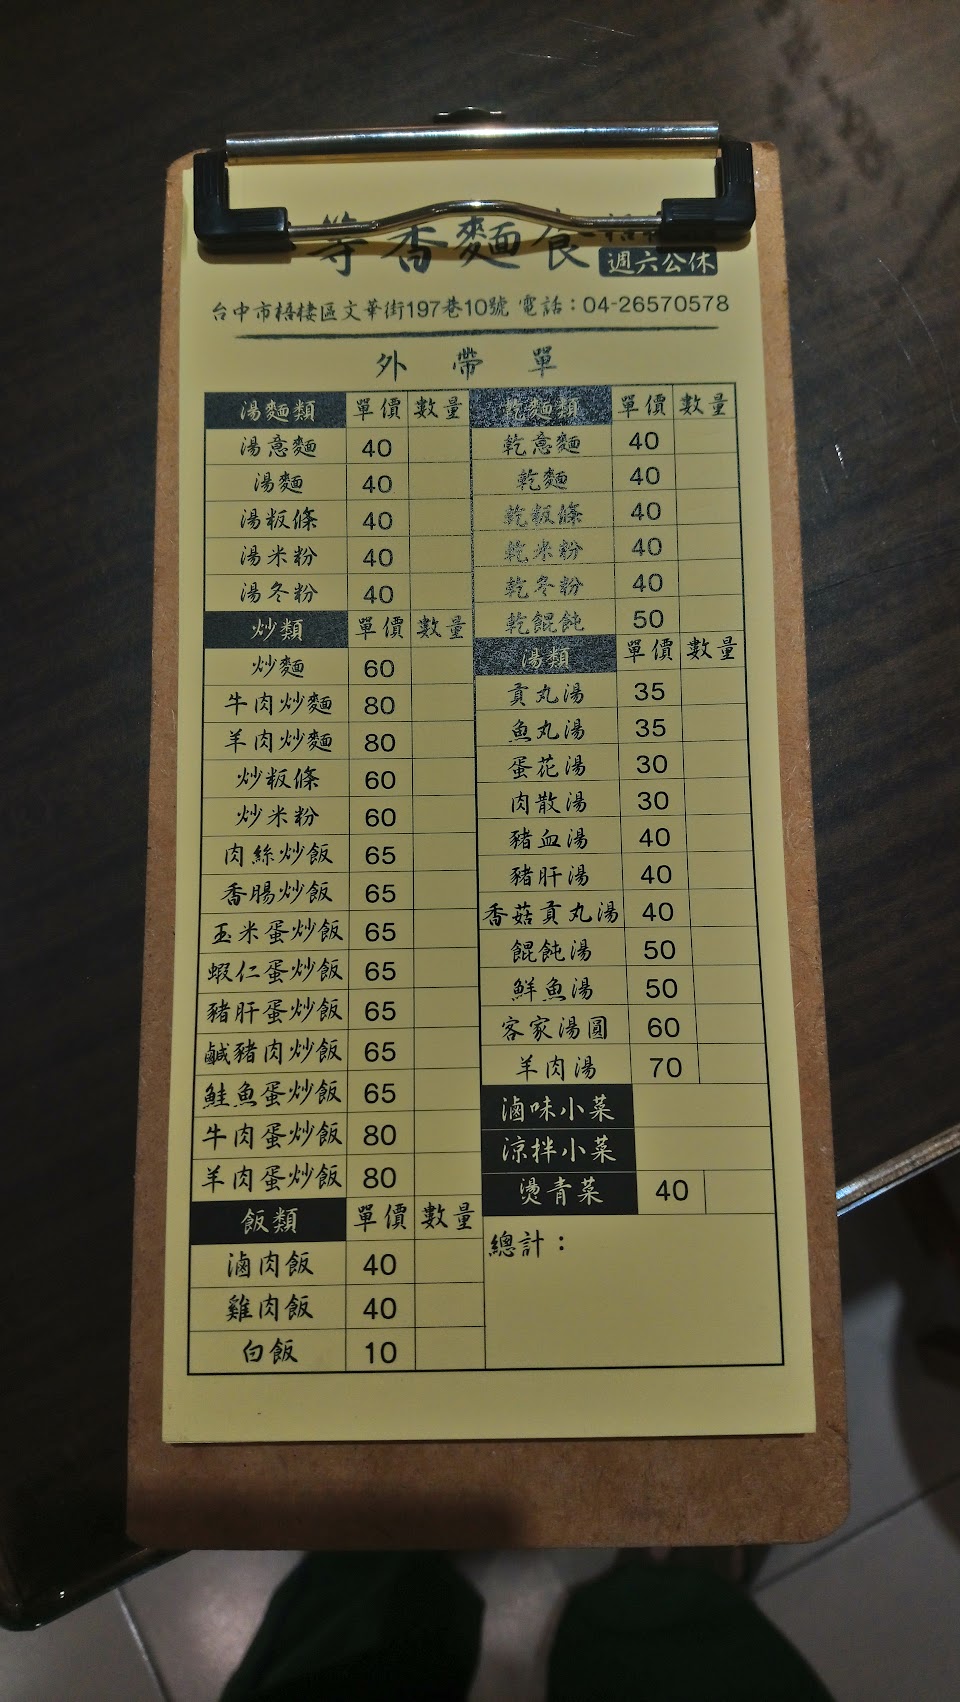 等香麵食
週六公休
台中市梧棲區文華街197巷10號 電話：04-26570578
外帶單
湯麵類 單價 數量
湯意麵 40
湯麵 40
湯粄條 40
湯米粉 40
湯冬粉 40
炒類 單價 數量
炒麵 60
牛肉炒麵 80
羊肉炒麵 80
炒粄條 60
炒米粉 60
肉絲炒飯 65
香腸炒飯 65
玉米蛋炒飯 65
蝦仁蛋炒飯 65
豬肝蛋炒飯 65
鹹豬肉炒飯 65
鮭魚蛋炒飯 65
牛肉蛋炒飯 80
羊肉蛋炒飯 80
飯類 單價 數量
滷肉飯 40
雞肉飯 40
白飯 10
乾麵類 單價 數量
乾意麵 40
乾麵 40
乾粄條 40
乾米粉 40
乾冬粉 40
乾餛飩 50
湯類 單價 數量
貢丸湯 35
魚丸湯 35
蛋花湯 30
肉散湯 30
豬血湯 40
豬肝湯 40
香菇貢丸湯 40
餛飩湯 50
鮮魚湯 50
客家湯圓 60
羊肉湯 70
滷味小菜
涼拌小菜
燙青菜 40
總計：